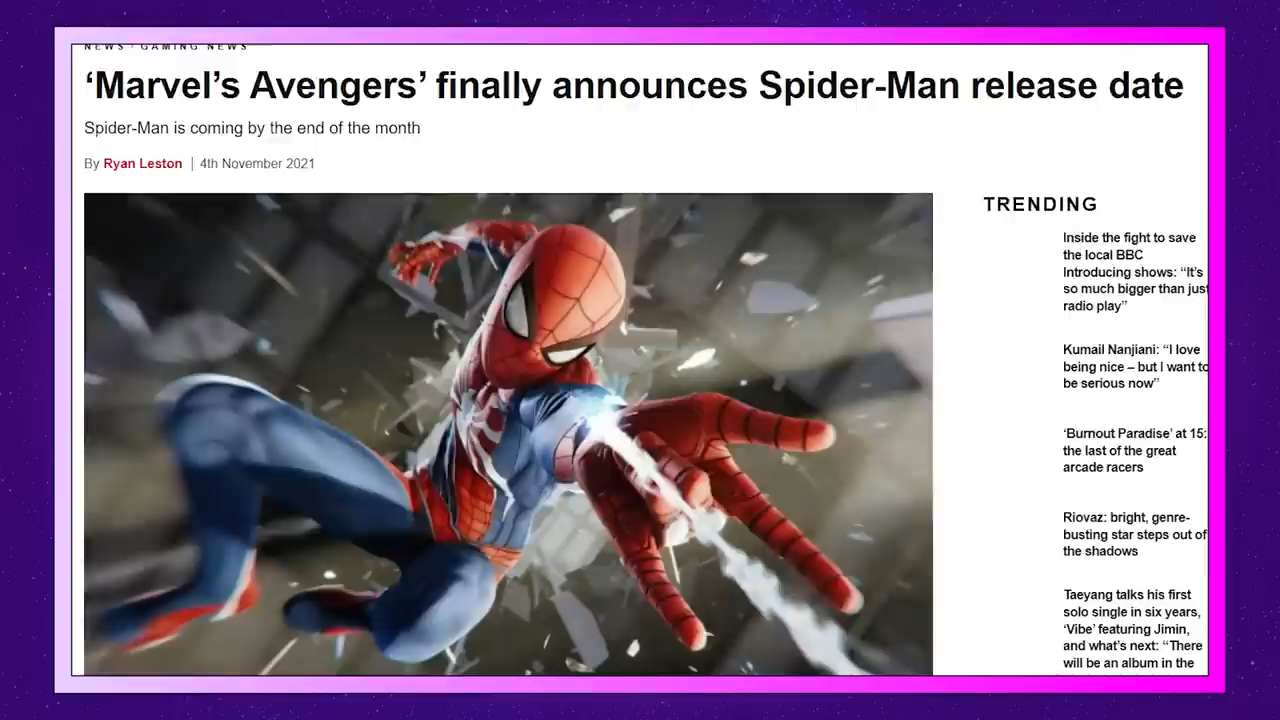 NEWS · GAMING NEWS
‘Marvel’s Avengers’ finally announces Spider-Man release date
Spider-Man is coming by the end of the month
By Ryan Leston | 4th November 2021
TRENDING
Inside the fight to save
the local BBC
Introducing shows: “It’s
so much bigger than just
radio play”
Kumail Nanjiani: “I love
being nice – but I want to
be serious now”
‘Burnout Paradise’ at 15:
the last of the great
arcade racers
Riovaz: bright, genre-
busting star steps out of
the shadows
Taeyang talks his first
solo single in six years,
‘Vibe’ featuring Jimin,
and what’s next: “There
will be an album in the